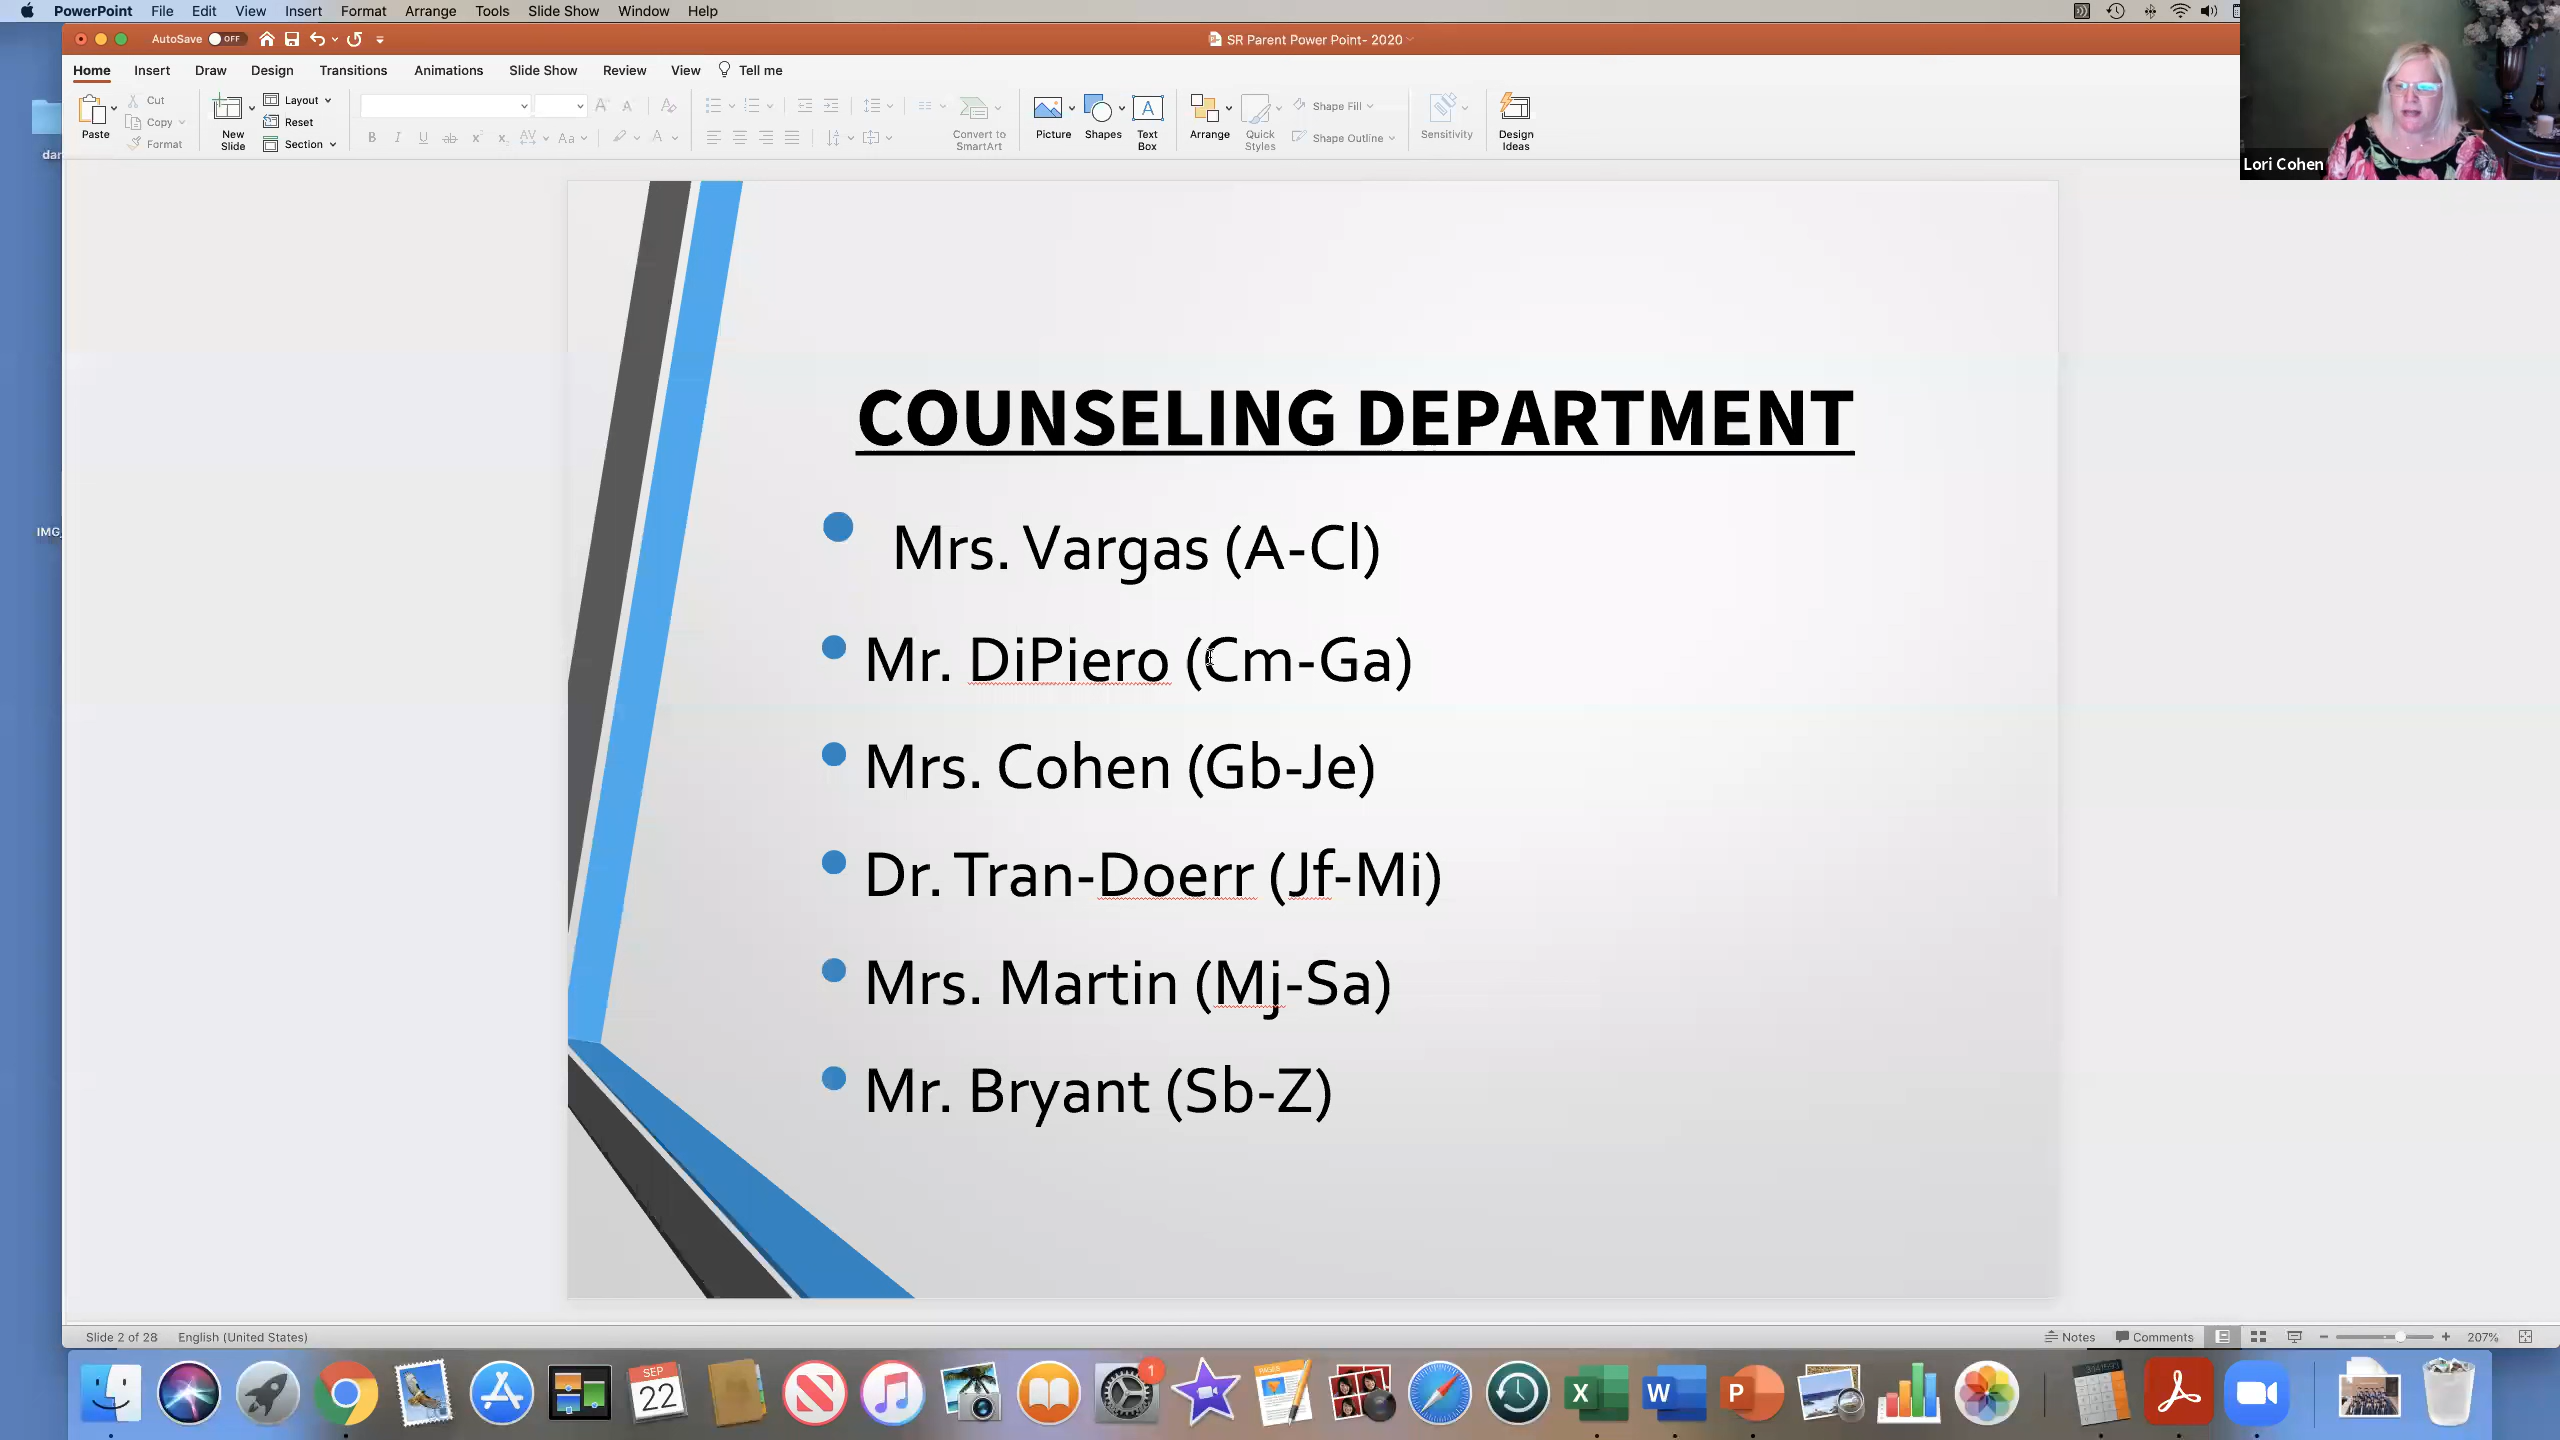 PowerPoint File Edit View Insert Format Arrange Tools Slide Show Window Help
AutoSave OFF
SR Parent Power Point- 2020
Home Insert Draw Design Transitions Animations Slide Show Review View Tell me
Paste
Cut
Copy
Format
New Slide
Layout
Reset
Section
Convert to SmartArt
Picture
Shapes
Text Box
Arrange
Quick Styles
Shape Fill
Shape Outline
Sensitivity
Design Ideas
Lori Cohen
dar
IMG_
COUNSELING DEPARTMENT
Mrs. Vargas (A-Cl)
Mr. DiPiero (Cm-Ga)
Mrs. Cohen (Gb-Je)
Dr. Tran-Doerr (Jf-Mi)
Mrs. Martin (Mj-Sa)
Mr. Bryant (Sb-Z)
Slide 2 of 28 English (United States)
Notes Comments 207%
SEP
22
1
PAGES
X
W
P